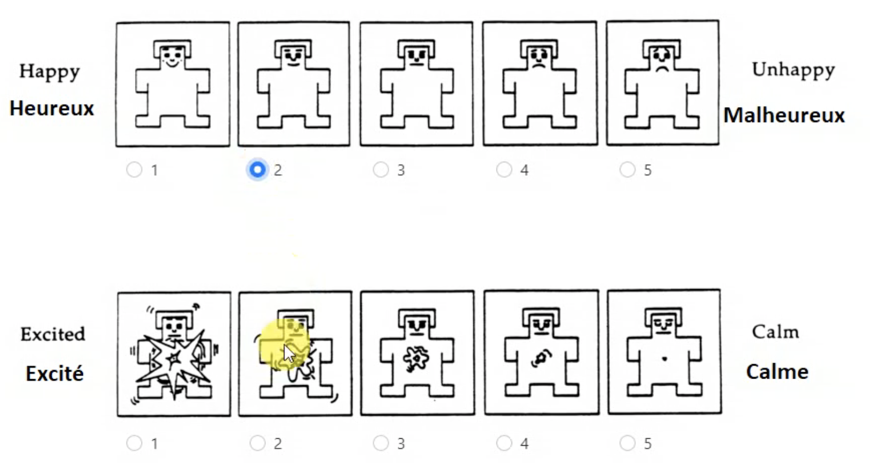 Happy
Heureux
Unhappy
Malheureux
1 2 3 4 5
Excited
Excité
Calm
Calme
1 2 3 4 5